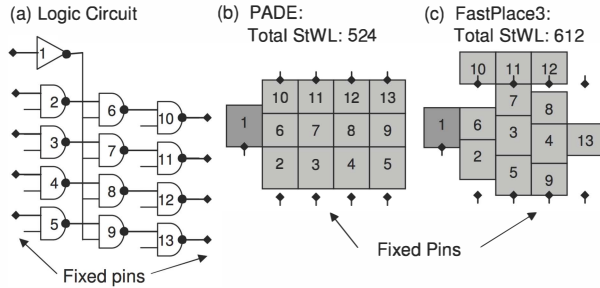 (a) Logic Circuit
1
2
3
4
5
6
7
8
9
10
11
12
13
Fixed pins
(b) PADE:
Total StWL: 524
10 11 12 13
1
6 7 8 9
2 3 4 5
(c) FastPlace3:
Total StWL: 612
10 11 12
7
8
1
6
3
4
13
2
5
9
Fixed Pins